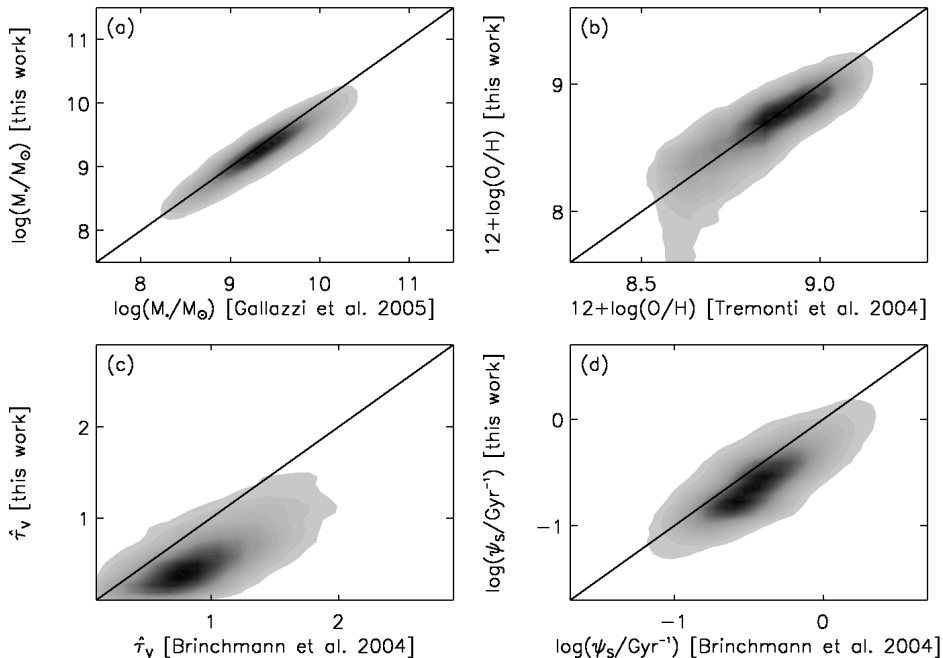 (a)
11
10
9
8
log(M*/M☉) [this work]
8 9 10 11
log(M*/M☉) [Gallazzi et al. 2005]
(b)
9
8
12+log(O/H) [this work]
8.5 9.0
12+log(O/H) [Tremonti et al. 2004]
(c)
2
1
τ̂V [this work]
1 2
τ̂V [Brinchmann et al. 2004]
(d)
0
−1
log(ψS/Gyr⁻¹) [this work]
−1 0
log(ψS/Gyr⁻¹) [Brinchmann et al. 2004]